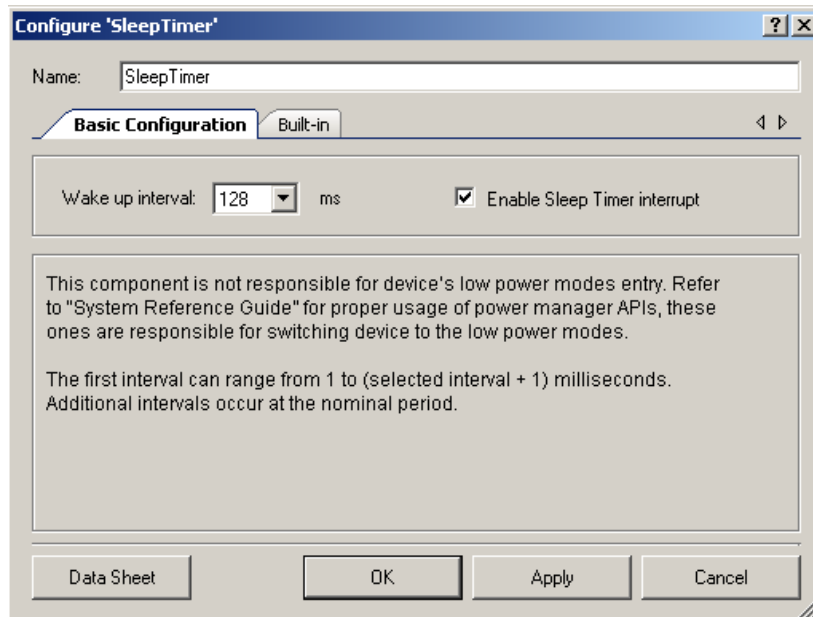 Configure 'SleepTimer'
Name: SleepTimer
Basic Configuration Built-in
Wake up interval: 128 ms Enable Sleep Timer interrupt
This component is not responsible for device's low power modes entry. Refer
to "System Reference Guide" for proper usage of power manager APIs, these
ones are responsible for switching device to the low power modes.
The first interval can range from 1 to (selected interval + 1) milliseconds.
Additional intervals occur at the nominal period.
Data Sheet OK Apply Cancel